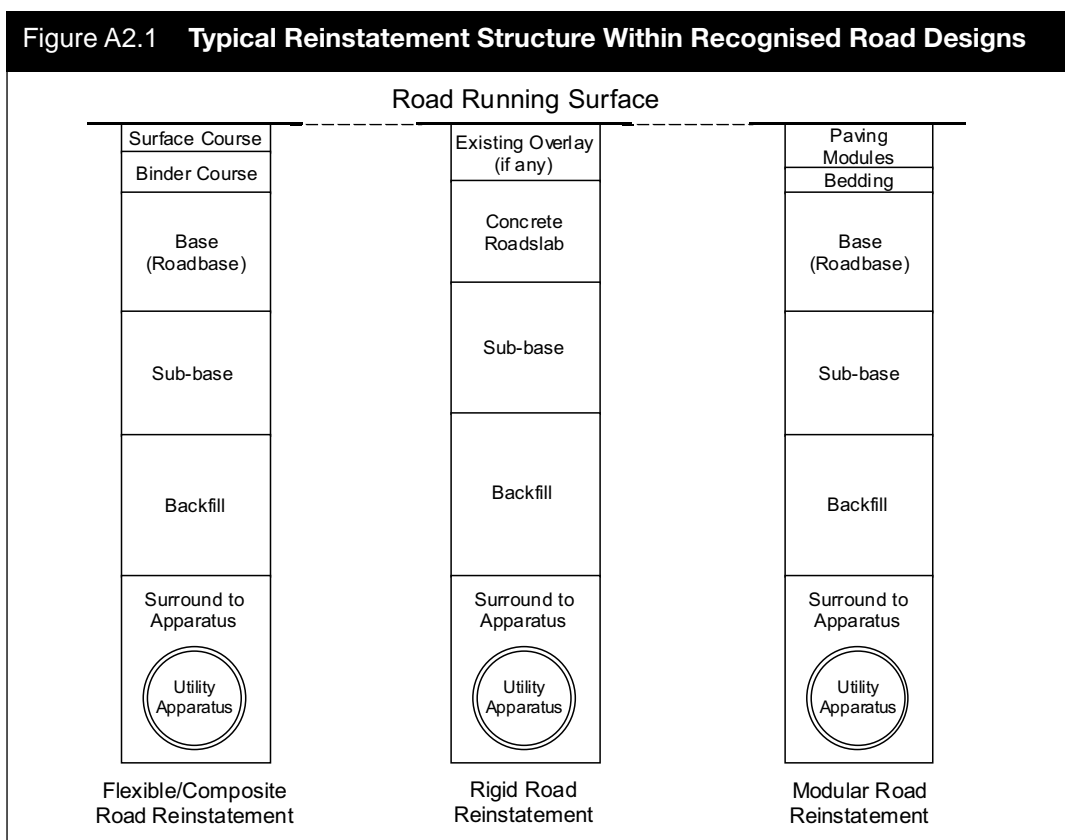 Figure A2.1 Typical Reinstatement Structure Within Recognised Road Designs
Road Running Surface
Surface Course
Binder Course
Base
(Roadbase)
Sub-base
Backfill
Surround to
Apparatus
Utility
Apparatus
Flexible/Composite
Road Reinstatement
Existing Overlay
(if any)
Concrete
Roadslab
Sub-base
Backfill
Surround to
Apparatus
Utility
Apparatus
Rigid Road
Reinstatement
Paving
Modules
Bedding
Base
(Roadbase)
Sub-base
Backfill
Surround to
Apparatus
Utility
Apparatus
Modular Road
Reinstatement